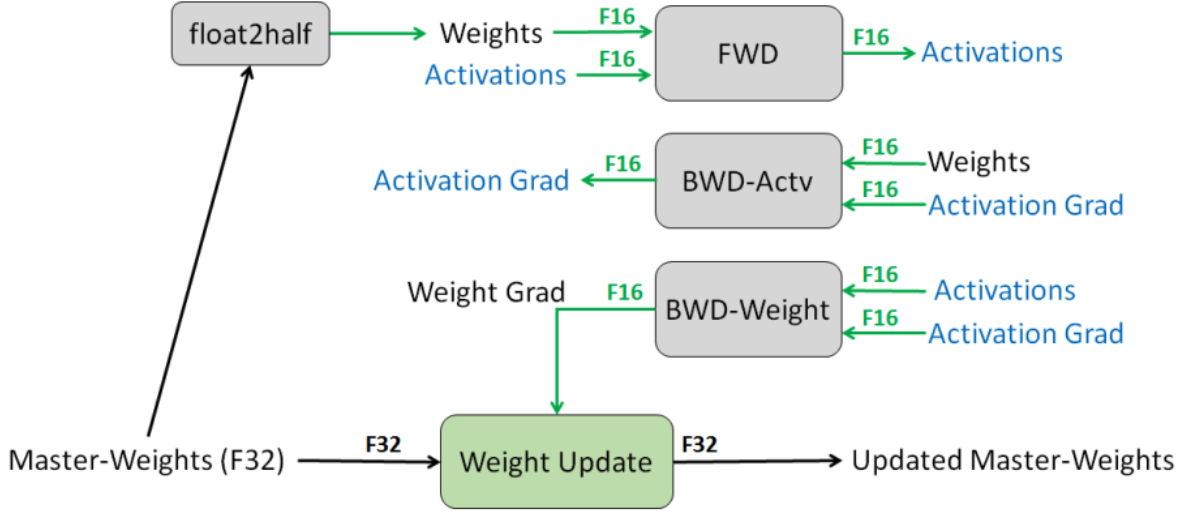 float2half
Weights
F16
Activations
F16
FWD
F16
Activations
Activation Grad
F16
BWD-Actv
F16
Weights
F16
Activation Grad
Weight Grad
F16
BWD-Weight
F16
Activations
F16
Activation Grad
Master-Weights (F32)
F32
Weight Update
F32
Updated Master-Weights